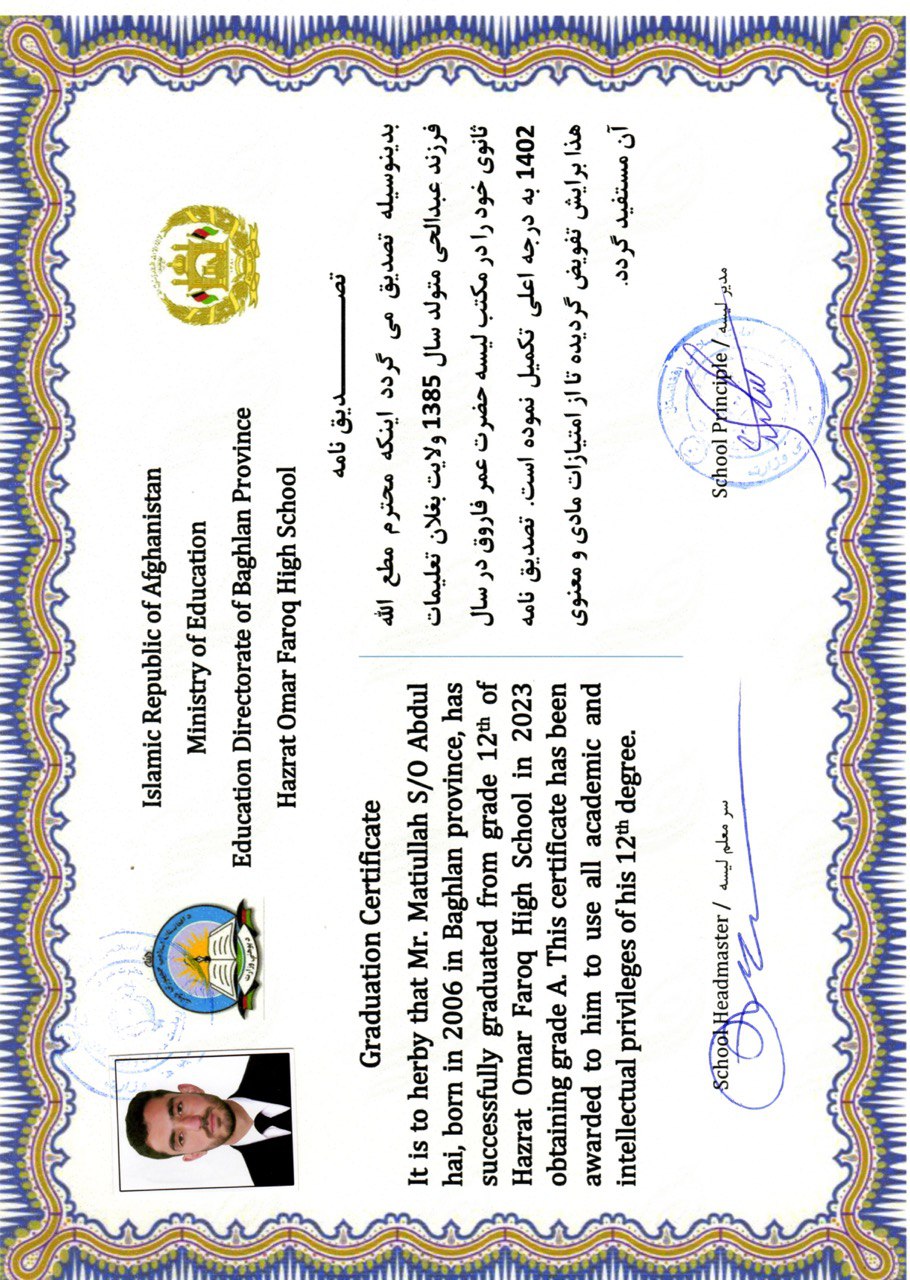 Islamic Republic of Afghanistan
Ministry of Education
Education Directorate of Baghlan Province
Hazrat Omar Faroq High School
Graduation Certificate
It is to herby that Mr. Matiullah S/O Abdul
hai, born in 2006 in Baghlan province, has
successfully graduated from grade 12th of
Hazrat Omar Faroq High School in 2023
obtaining grade A. This certificate has been
awarded to him to use all academic and
intellectual privileges of his 12th degree.
تصـــــــــدیق نامه
بدینوسیله تصدیق می گردد اینکه محترم مطع الله
فرزند عبدالحی متولد سال 1385 ولایت بغلان تعلیمات
ثانوی خود را در مکتب لیسه حضرت عمر فاروق در سال
1402 به درجه اعلی تکمیل نموده است. تصدیق نامه
هذا برایش تفویض گردیده تا از امتیازات مادی و معنوی
آن مستفید گردد.
School Headmaster / سر معلم لیسه
School Principle / مدیر لیسه